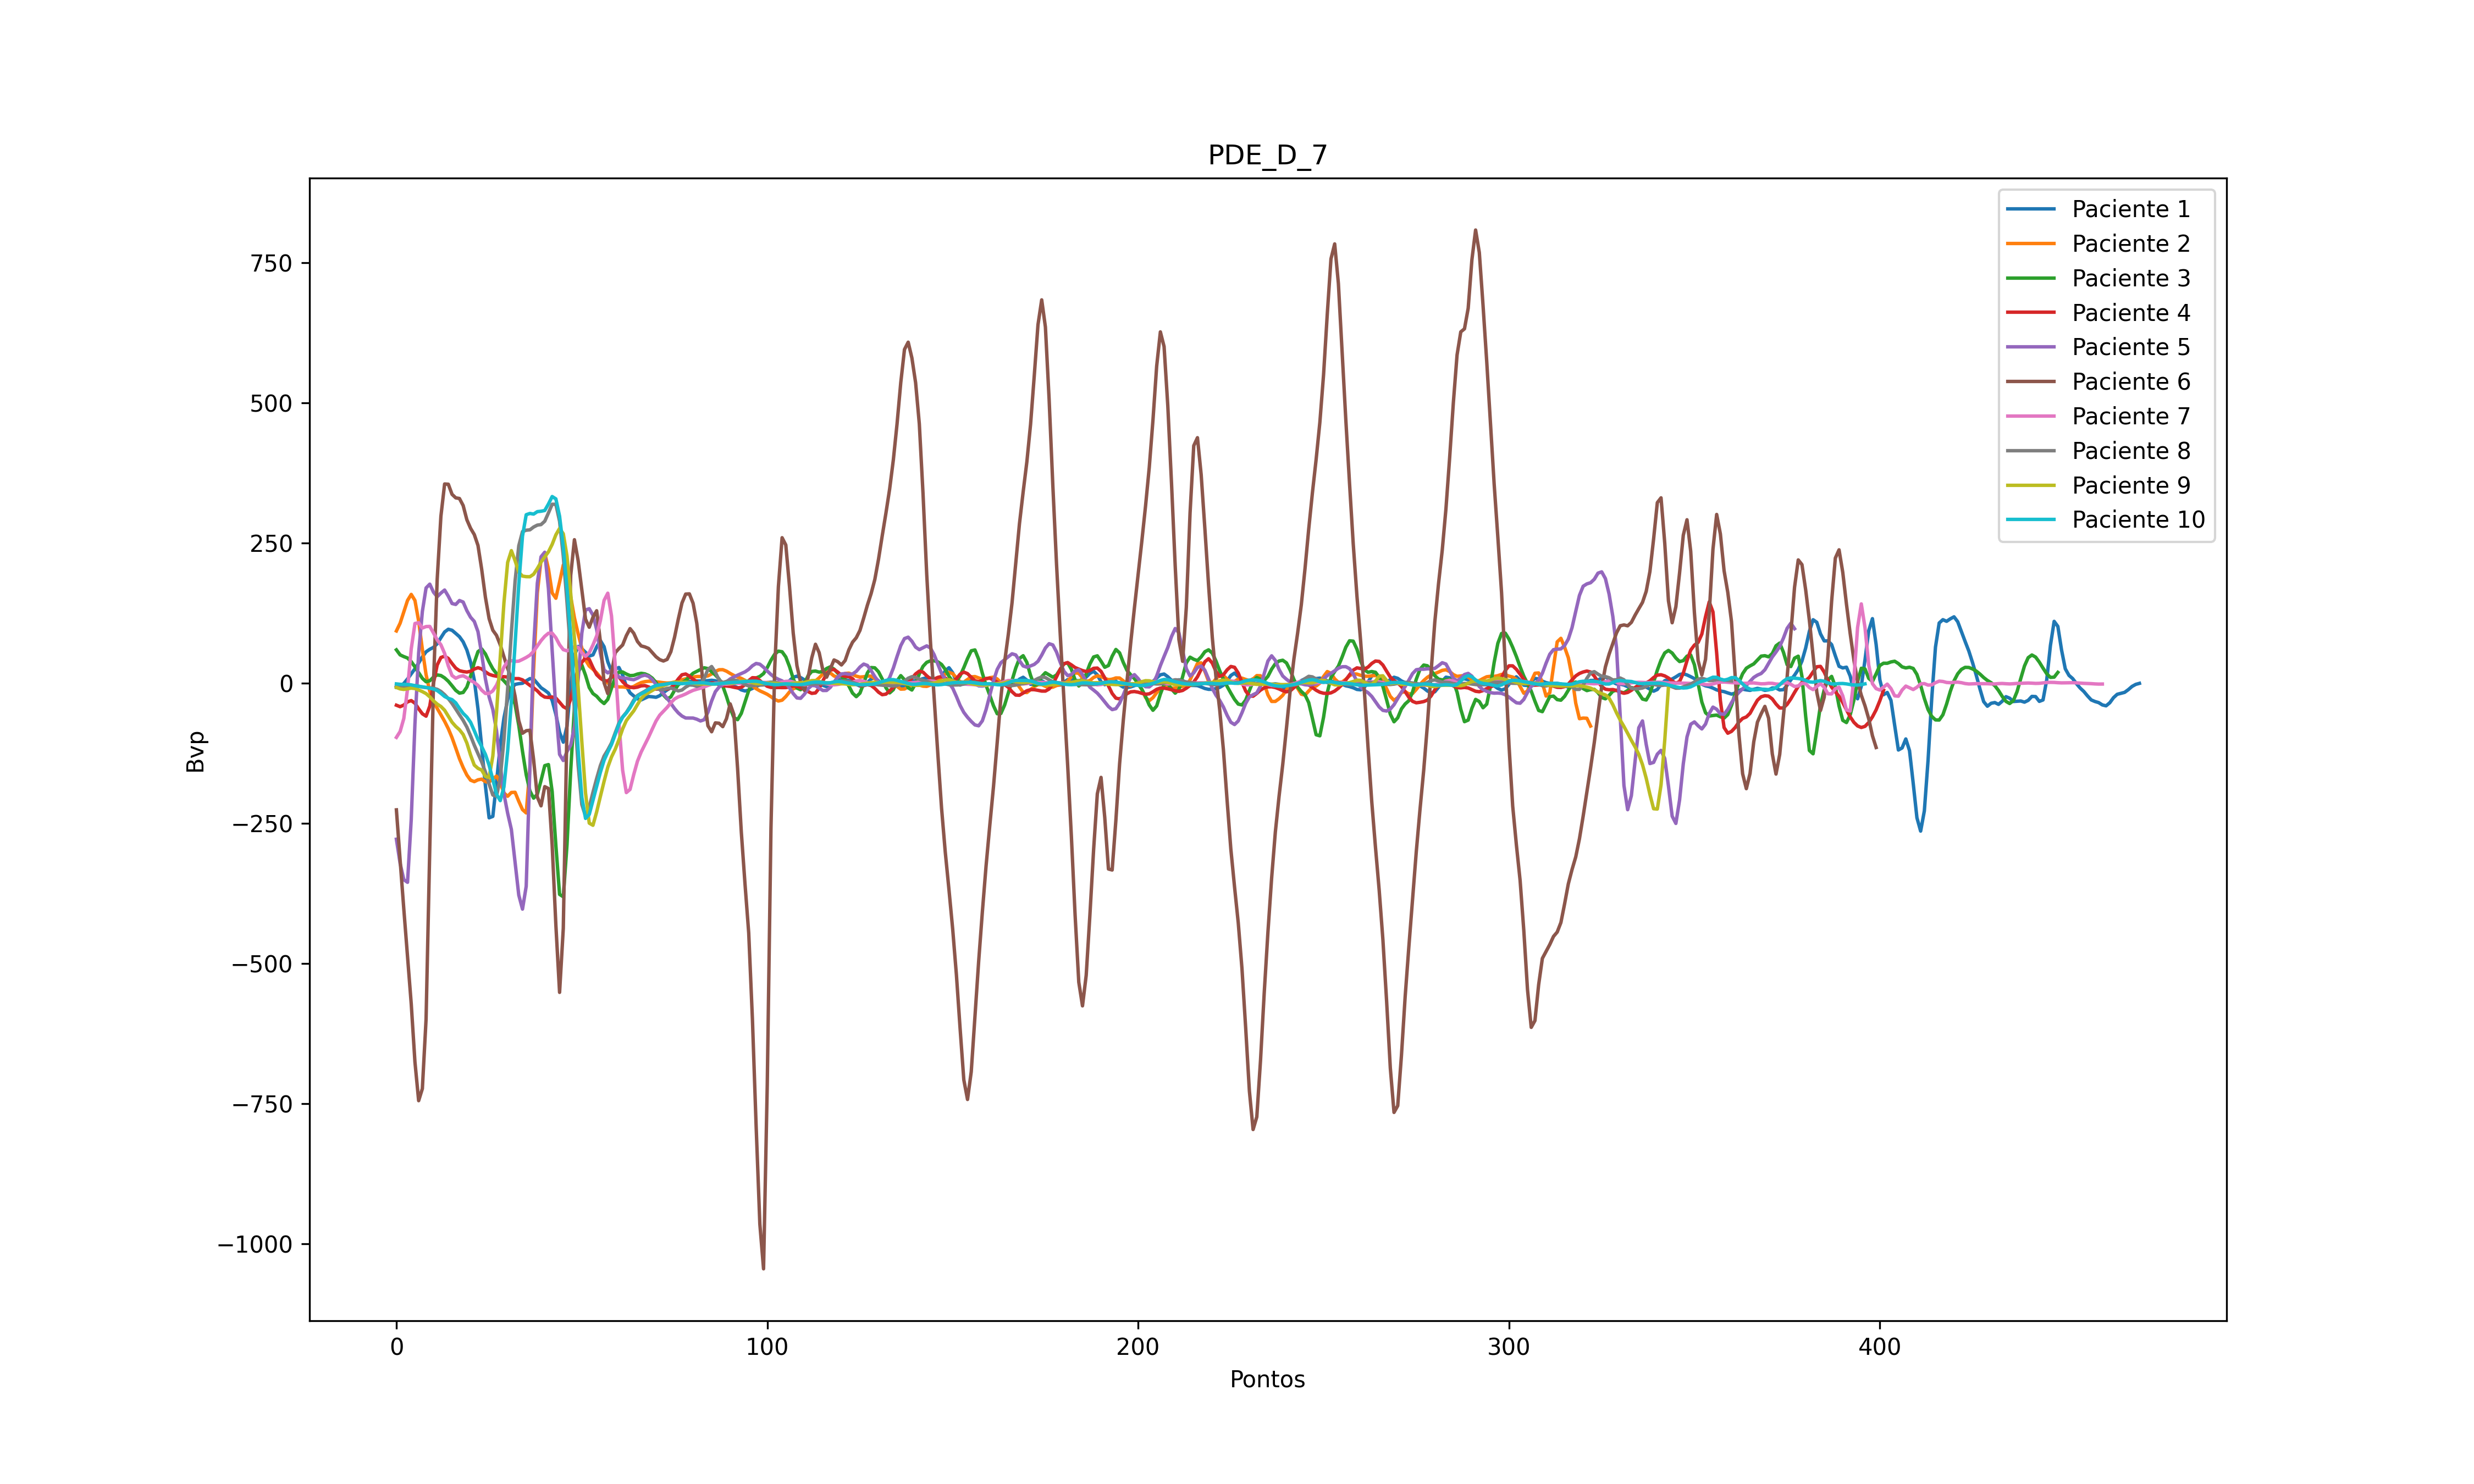 PDE_D_7
Paciente 1
Paciente 2
Paciente 3
Paciente 4
Paciente 5
Paciente 6
Paciente 7
Paciente 8
Paciente 9
Paciente 10
Bvp
750
500
250
0
−250
−500
−750
−1000
0 100 200 300 400
Pontos